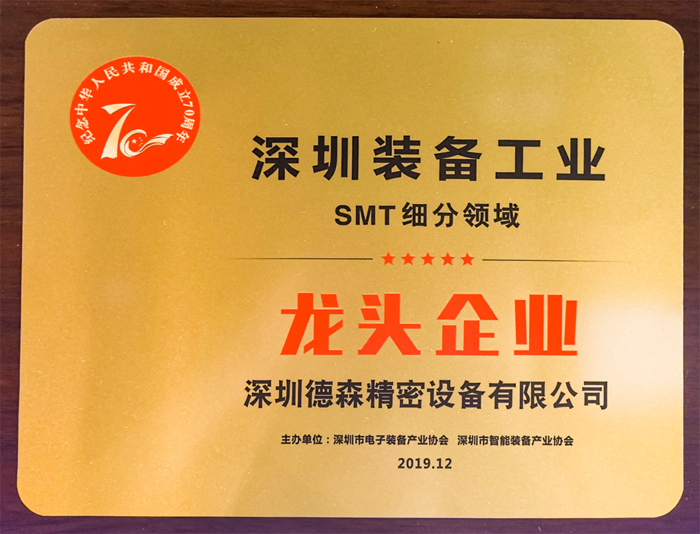 纪念中华人民共和国成立70周年
70
深圳装备工业
SMT细分领域
龙头企业
深圳德森精密设备有限公司
主办单位：深圳市电子装备产业协会 深圳市智能装备产业协会
2019.12